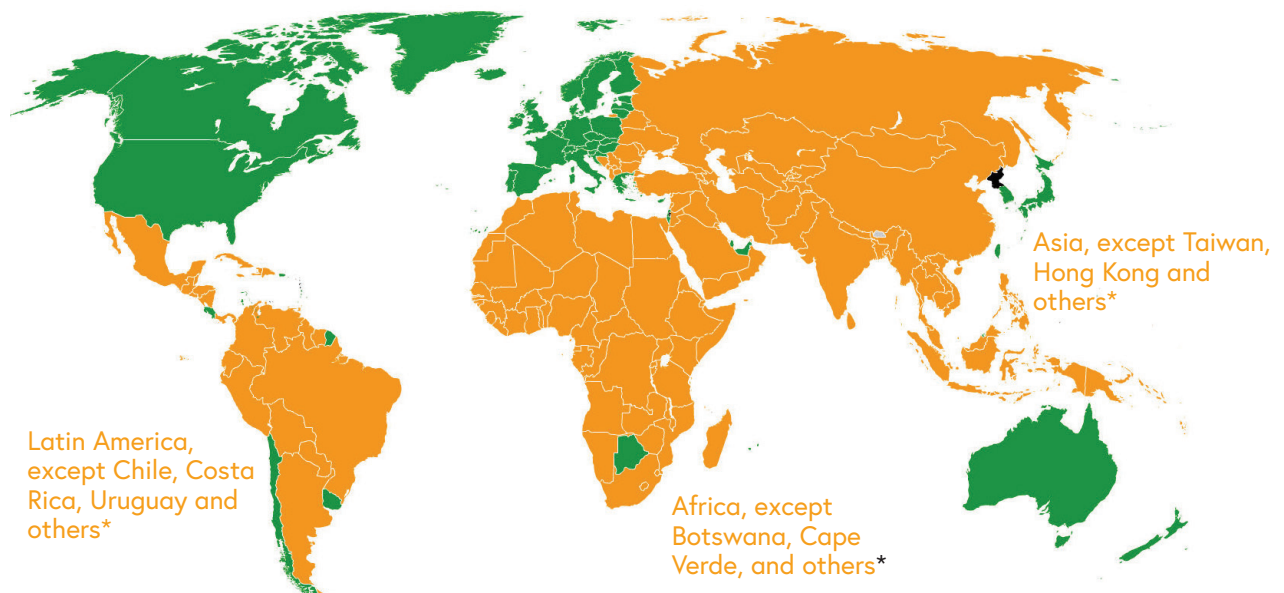 Asia, except Taiwan,
Hong Kong and
others*
Latin America,
except Chile, Costa
Rica, Uruguay and
others*
Africa, except
Botswana, Cape
Verde, and others*